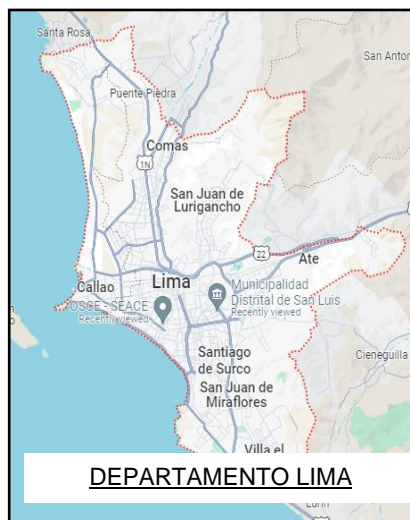 Santa Rosa
San Anton
Puente Piedra
Comas
1N
San Juan de
Lurigancho
22
Ate
Callao
Lima
Municipalidad
Distrital de San Luis
Recently viewed
OSCE - SEACE
Recently viewed
Cieneguilla
Santiago
de Surco
San Juan de
Miraflores
Villa el
DEPARTAMENTO LIMA
Lurin